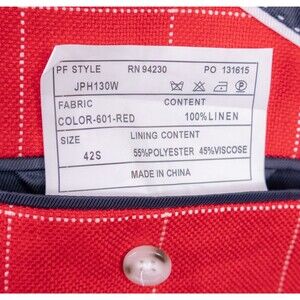 PF STYLE RN 94230 PO 131615
JPH130W
FABRIC CONTENT
COLOR-601-RED 100%LINEN
SIZE LINING CONTENT
42S 55%POLYESTER 45%VISCOSE
MADE IN CHINA